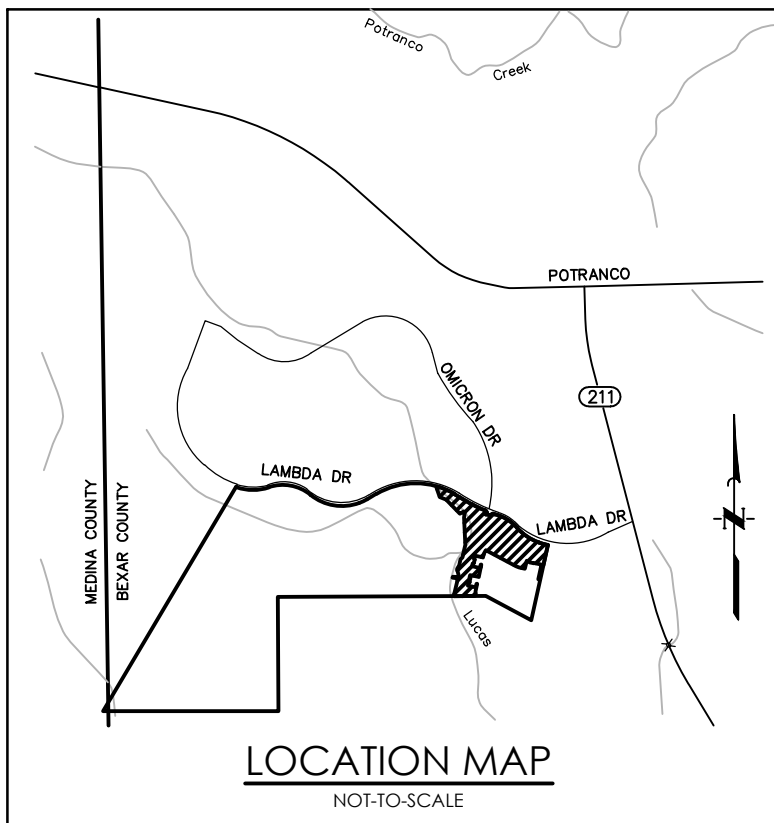 Potranco
Creek
POTRANCO
211
OMICRON DR
LAMBDA DR
LAMBDA DR
MEDINA COUNTY
BEXAR COUNTY
N
Lucas
LOCATION MAP
NOT-TO-SCALE